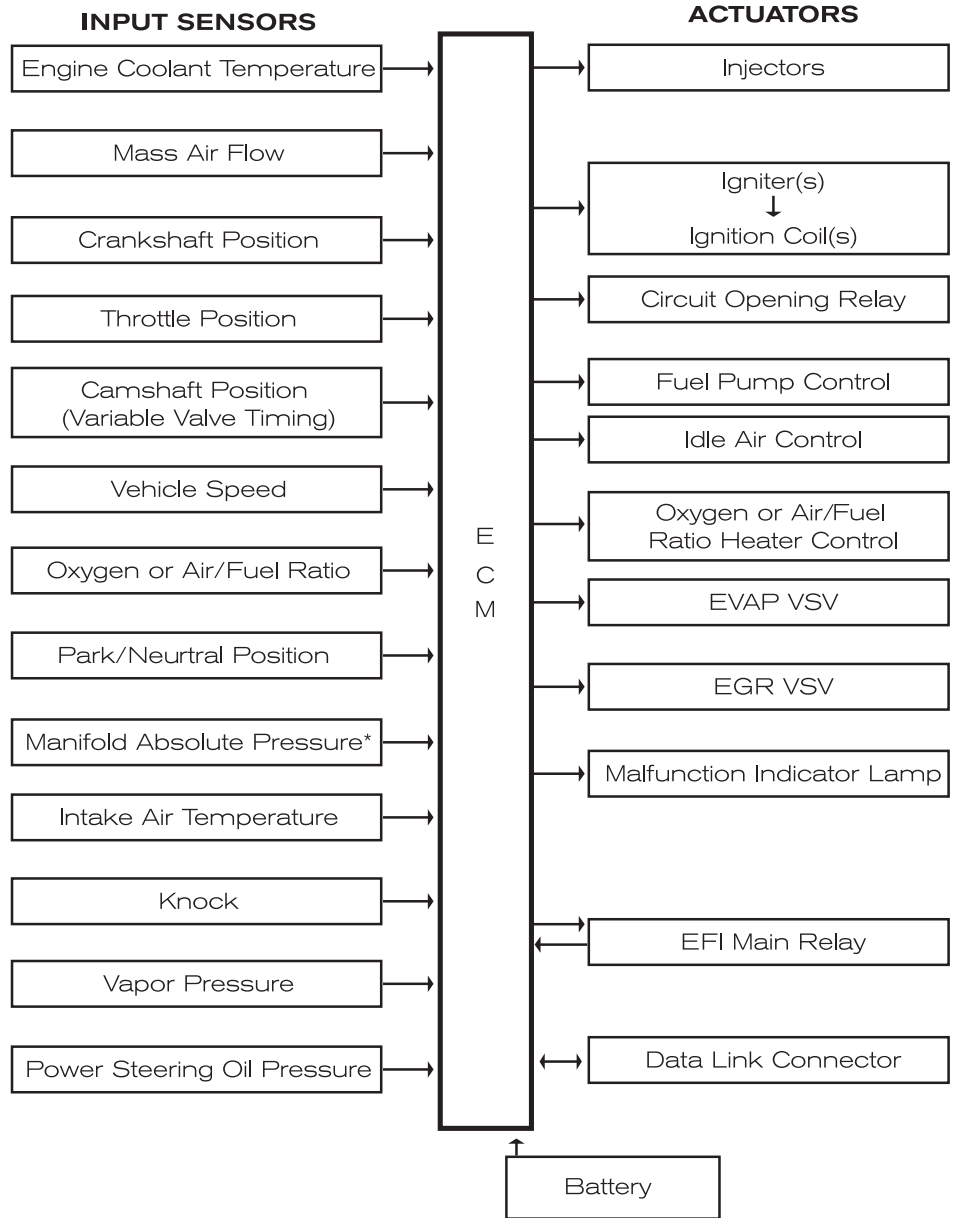 INPUT SENSORS
Engine Coolant Temperature
Mass Air Flow
Crankshaft Position
Throttle Position
Camshaft Position
(Variable Valve Timing)
Vehicle Speed
Oxygen or Air/Fuel Ratio
Park/Neurtral Position
Manifold Absolute Pressure*
Intake Air Temperature
Knock
Vapor Pressure
Power Steering Oil Pressure
E
C
M
ACTUATORS
Injectors
Igniter(s)
Ignition Coil(s)
Circuit Opening Relay
Fuel Pump Control
Idle Air Control
Oxygen or Air/Fuel
Ratio Heater Control
EVAP VSV
EGR VSV
Malfunction Indicator Lamp
EFI Main Relay
Data Link Connector
Battery